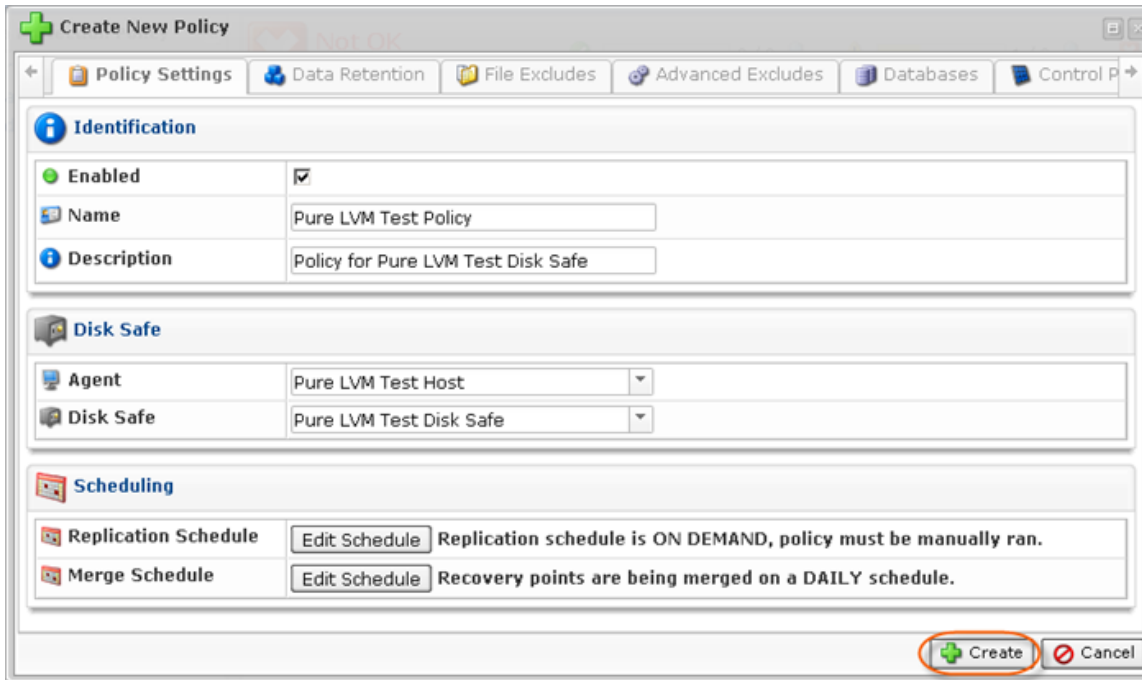 Create New Policy
Not OK
Policy Settings Data Retention File Excludes Advanced Excludes Databases Control P
Identification
Enabled
Name Pure LVM Test Policy
Description Policy for Pure LVM Test Disk Safe
Disk Safe
Agent Pure LVM Test Host
Disk Safe Pure LVM Test Disk Safe
Scheduling
Replication Schedule Edit Schedule Replication schedule is ON DEMAND, policy must be manually ran.
Merge Schedule Edit Schedule Recovery points are being merged on a DAILY schedule.
Create Cancel